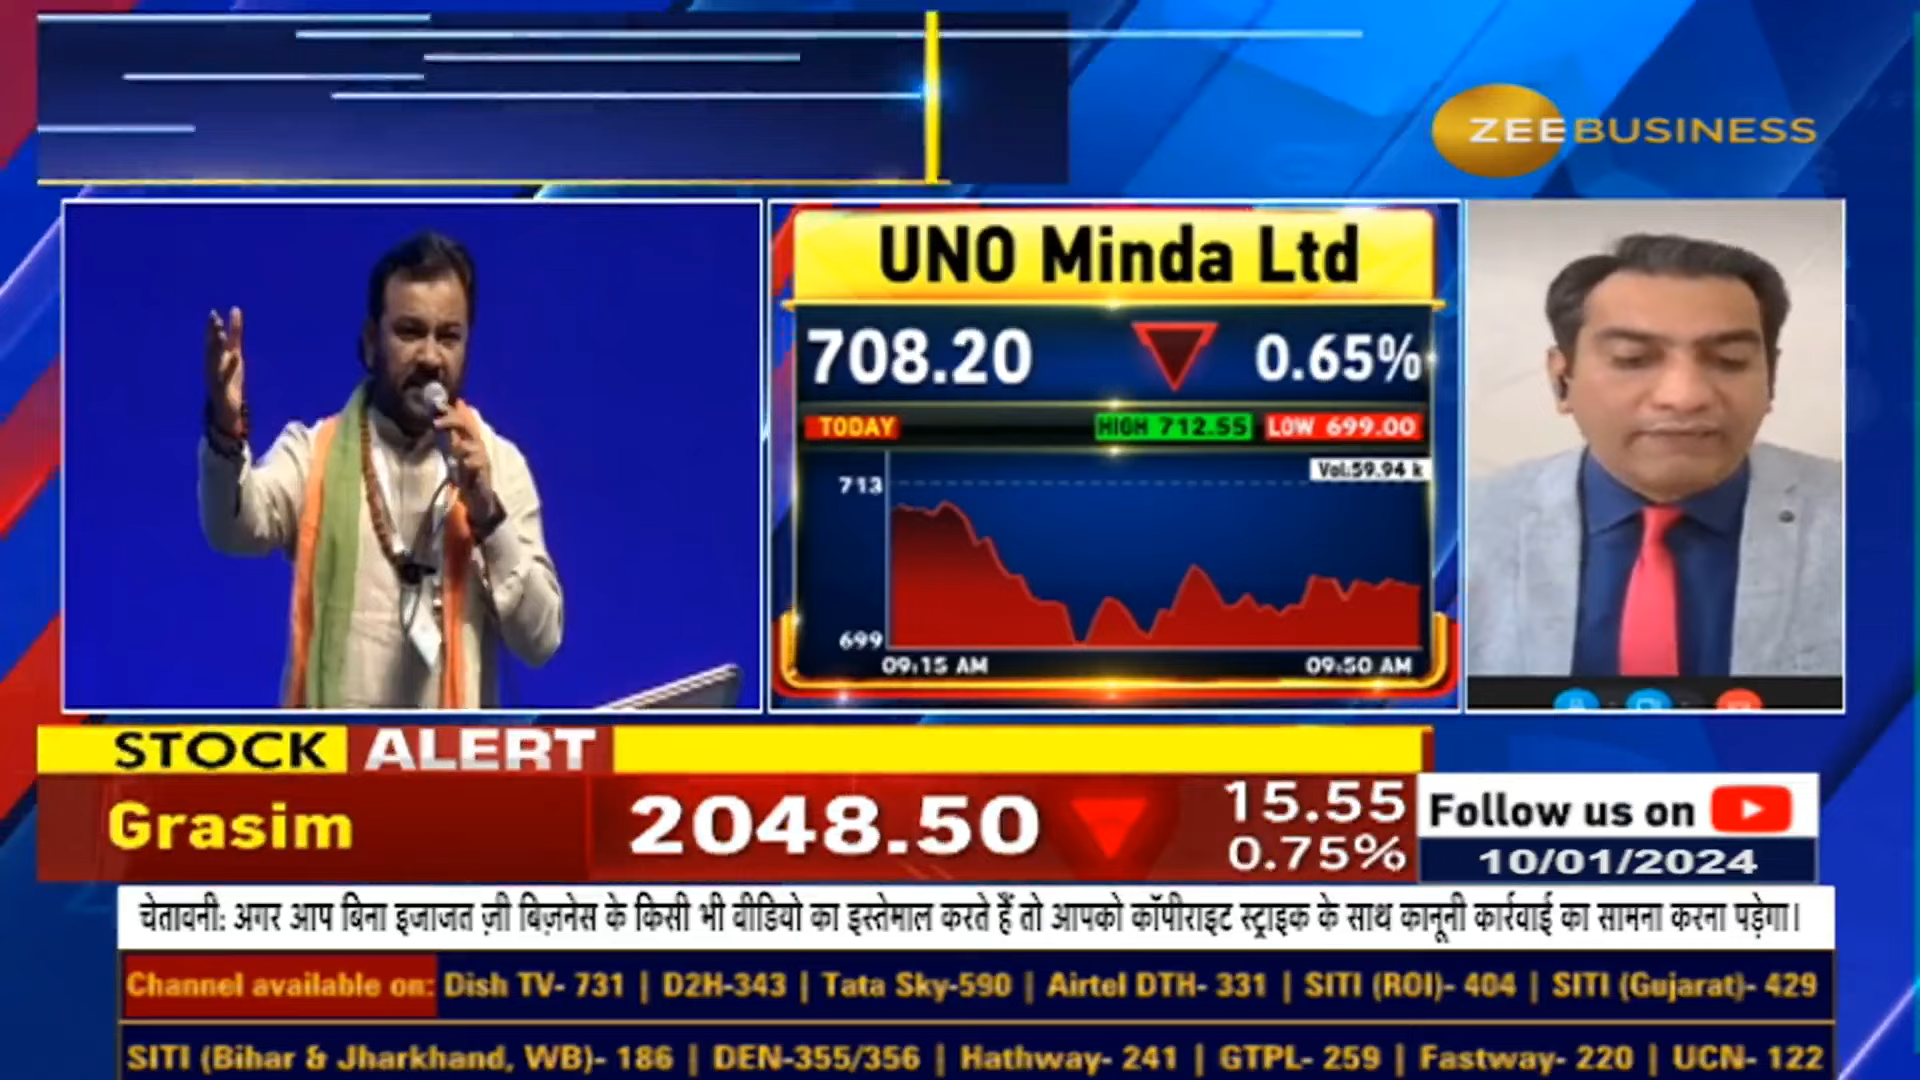 ZEEBUSINESS
UNO Minda Ltd
708.20 0.65%
TODAY HIGH 712.55 LOW 699.00
Vol:59.94 k
713
699
09:15 AM 09:50 AM
STOCK ALERT
Grasim 2048.50 15.55
0.75%
Follow us on
10/01/2024
चेतावनी: अगर आप बिना इजाजत ज़ी बिज़नेस के किसी भी वीडियो का इस्तेमाल करते हैं तो आपको कॉपीराइट स्ट्राइक के साथ कानूनी कार्रवाई का सामना करना पड़ेगा।
Channel available on: Dish TV- 731 | D2H-343 | Tata Sky-590 | Airtel DTH- 331 | SITI (ROI)- 404 | SITI (Gujarat)- 429
SITI (Bihar & Jharkhand, WB)- 186 | DEN-355/356 | Hathway- 241 | GTPL- 259 | Fastway- 220 | UCN- 122